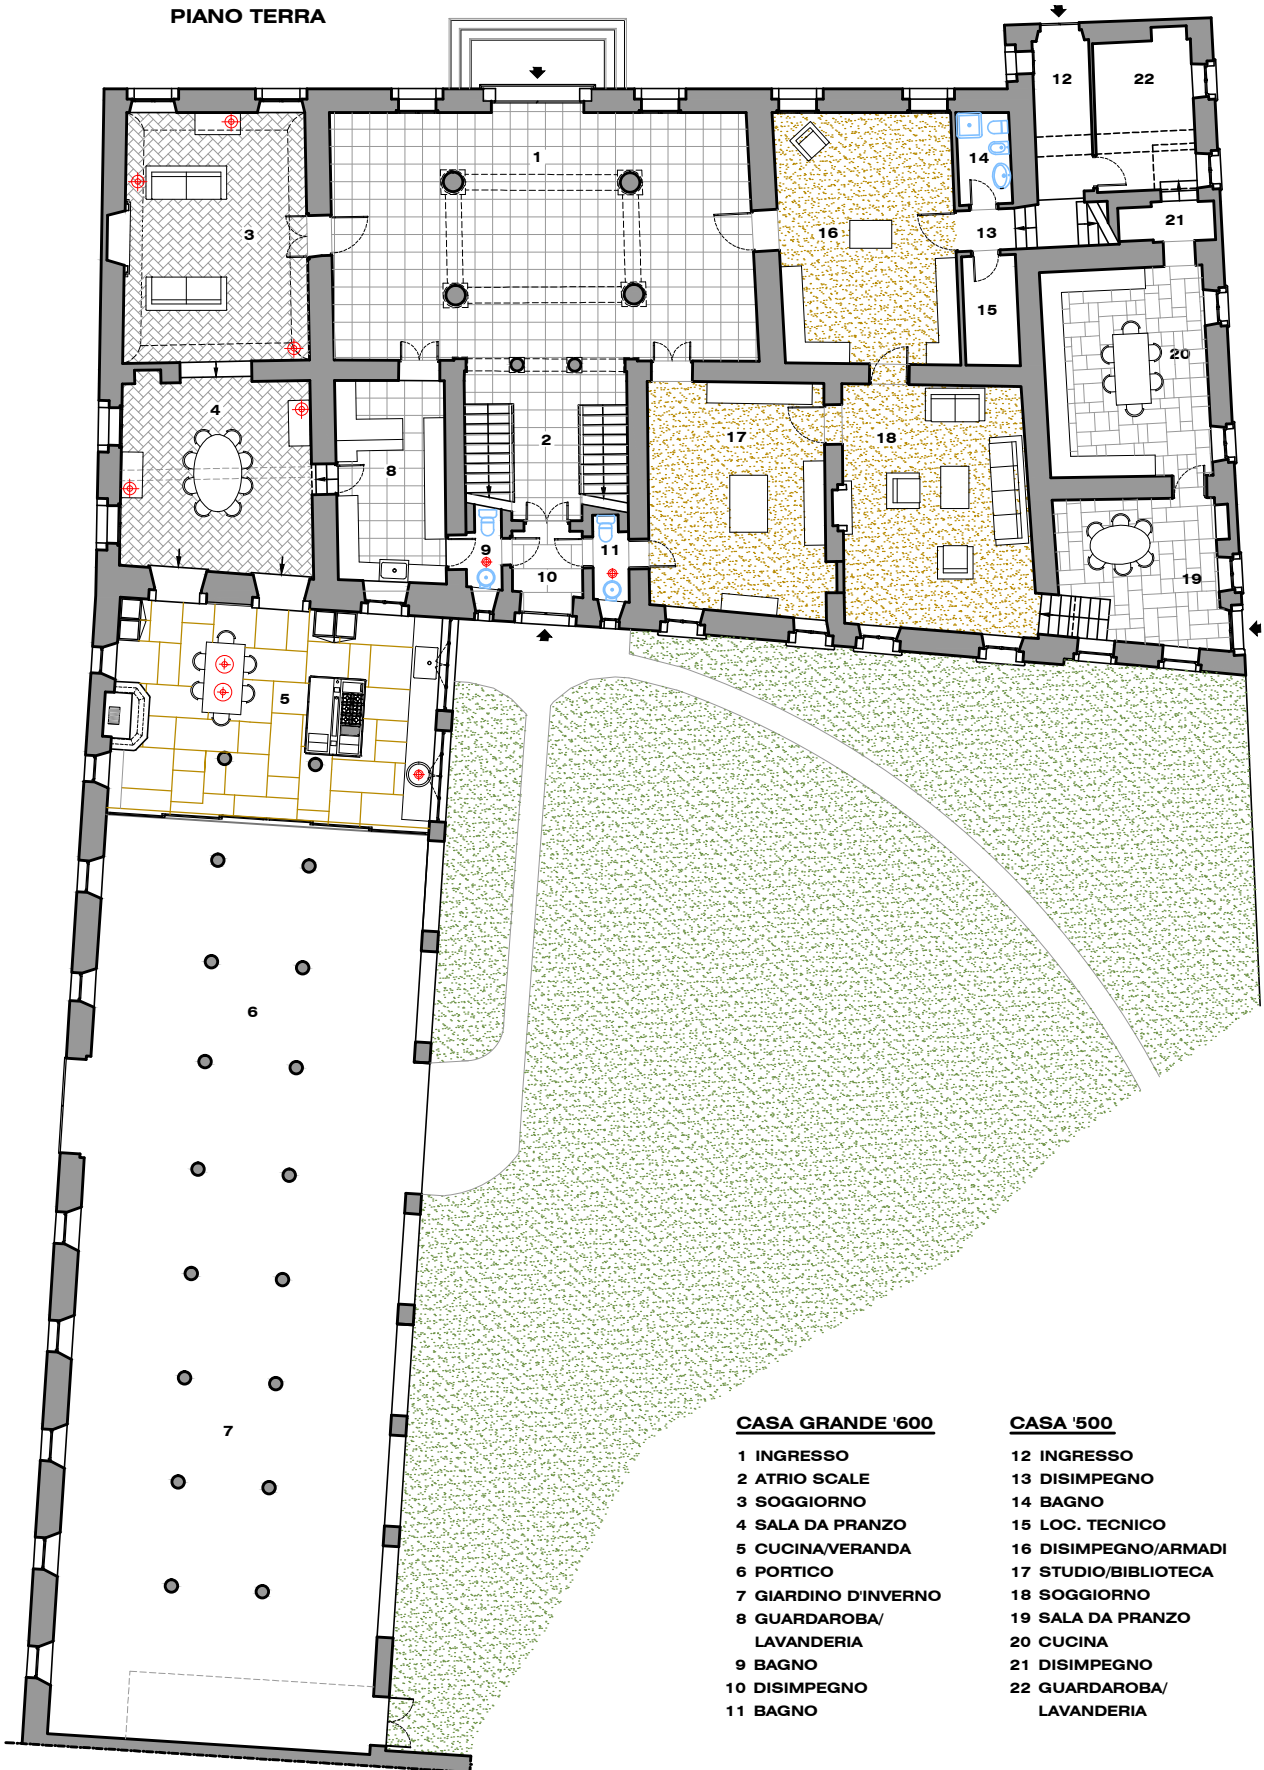 PIANO TERRA
12
22
1
14
16
13
21
3
15
20
4
17
18
2
8
9
11
10
19
5
6
7
CASA GRANDE '600
1 INGRESSO
2 ATRIO SCALE
3 SOGGIORNO
4 SALA DA PRANZO
5 CUCINA/VERANDA
6 PORTICO
7 GIARDINO D'INVERNO
8 GUARDAROBA/
LAVANDERIA
9 BAGNO
10 DISIMPEGNO
11 BAGNO
CASA '500
12 INGRESSO
13 DISIMPEGNO
14 BAGNO
15 LOC. TECNICO
16 DISIMPEGNO/ARMADI
17 STUDIO/BIBLIOTECA
18 SOGGIORNO
19 SALA DA PRANZO
20 CUCINA
21 DISIMPEGNO
22 GUARDAROBA/
LAVANDERIA